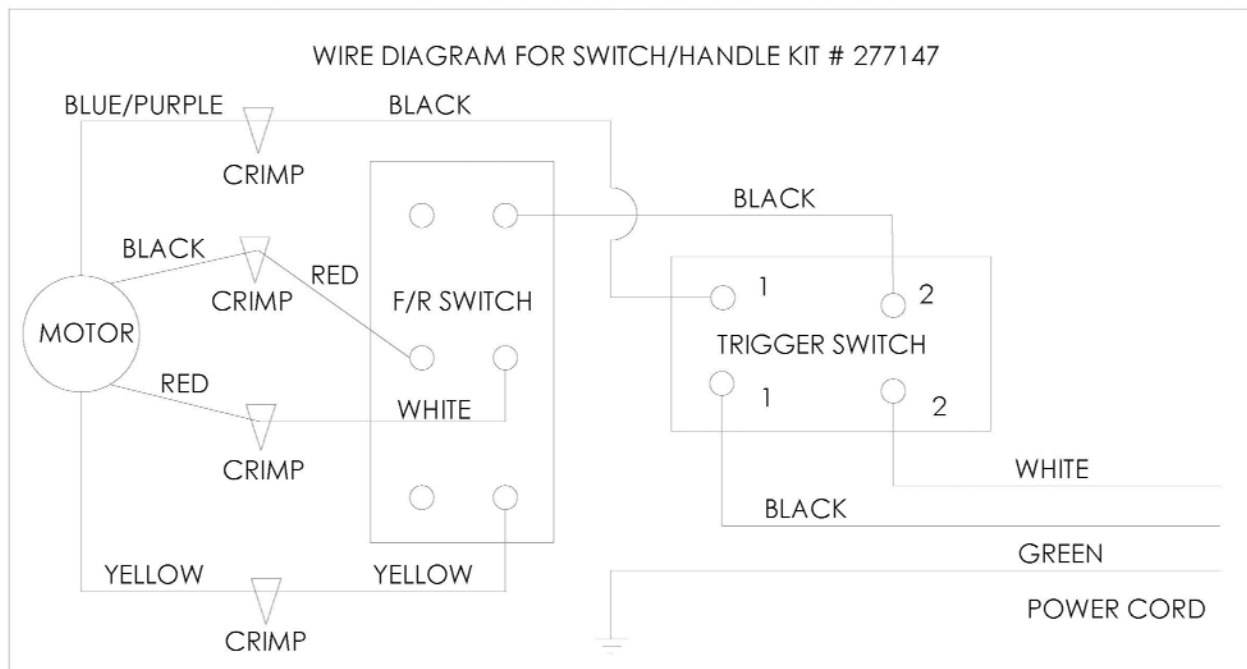 WIRE DIAGRAM FOR SWITCH/HANDLE KIT # 277147
BLUE/PURPLE
BLACK
CRIMP
BLACK
BLACK
RED
CRIMP
F/R SWITCH
1
2
MOTOR
TRIGGER SWITCH
RED
WHITE
1
2
CRIMP
WHITE
BLACK
GREEN
YELLOW
YELLOW
POWER CORD
CRIMP